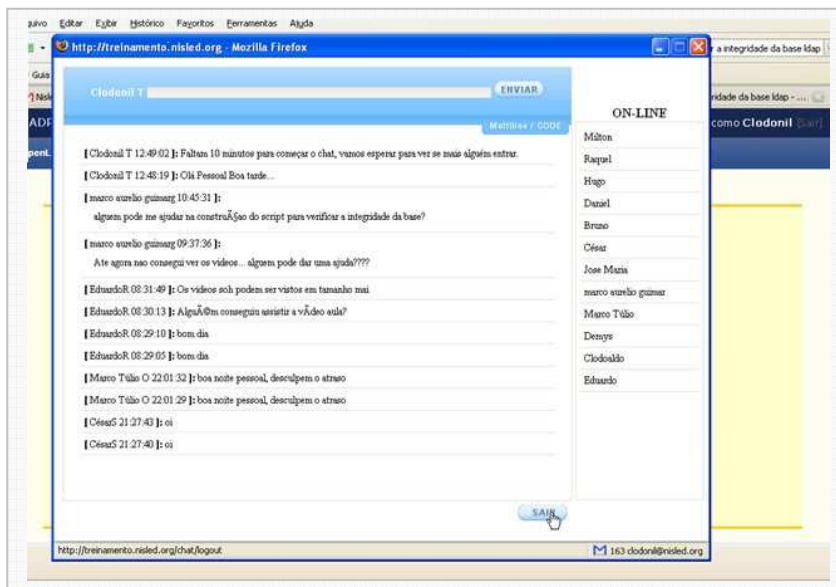 quivo Editar Exibir Histórico Favoritos Ferramentas Ajuda
http://treinamento.nisled.org - Mozilla Firefox
r a integridade da base ldap
Guia
Nisle
ridade da base ldap - ...
ADF
como Clodonil [Sair]
penL
Clodonil T
ENVIAR
Multiline / CODE
ON-LINE
Milton
Raquel
Hugo
Daniel
Bruno
César
Jose Maria
marco aurelio guimar
Marco Túlio
Demys
Clodoaldo
Eduardo
[ Clodonil T 12:49:02 ]: Faltam 10 minutos para começar o chat, vamos esperar para ver se mais alguém entrar.
[ Clodonil T 12:48:19 ]: Olá Pessoal Boa tarde...
[ marco aurelio guimarg 10:45:31 ]:
alguem pode me ajudar na construÃ§ao do script para verificar a integridade da base?
[ marco aurelio guimarg 09:37:36 ]:
Ate agora nao consegui ver os videos... alguem pode dar uma ajuda????
[ EduardoR 08:31:49 ]: Os videos soh podem ser vistos em tamanho mai
[ EduardoR 08:30:13 ]: AlguÃ©m conseguiu assistir a vÃ­deo aula?
[ EduardoR 08:29:10 ]: bom dia
[ EduardoR 08:29:05 ]: bom dia
[ Marco Túlio O 22:01:32 ]: boa noite pessoal, desculpem o atraso
[ Marco Túlio O 22:01:29 ]: boa noite pessoal, desculpem o atraso
[ CésarS 21:27:43 ]: oi
[ CésarS 21:27:40 ]: oi
SAIR
http://treinamento.nisled.org/chat/logout
163 clodonil@nisled.org